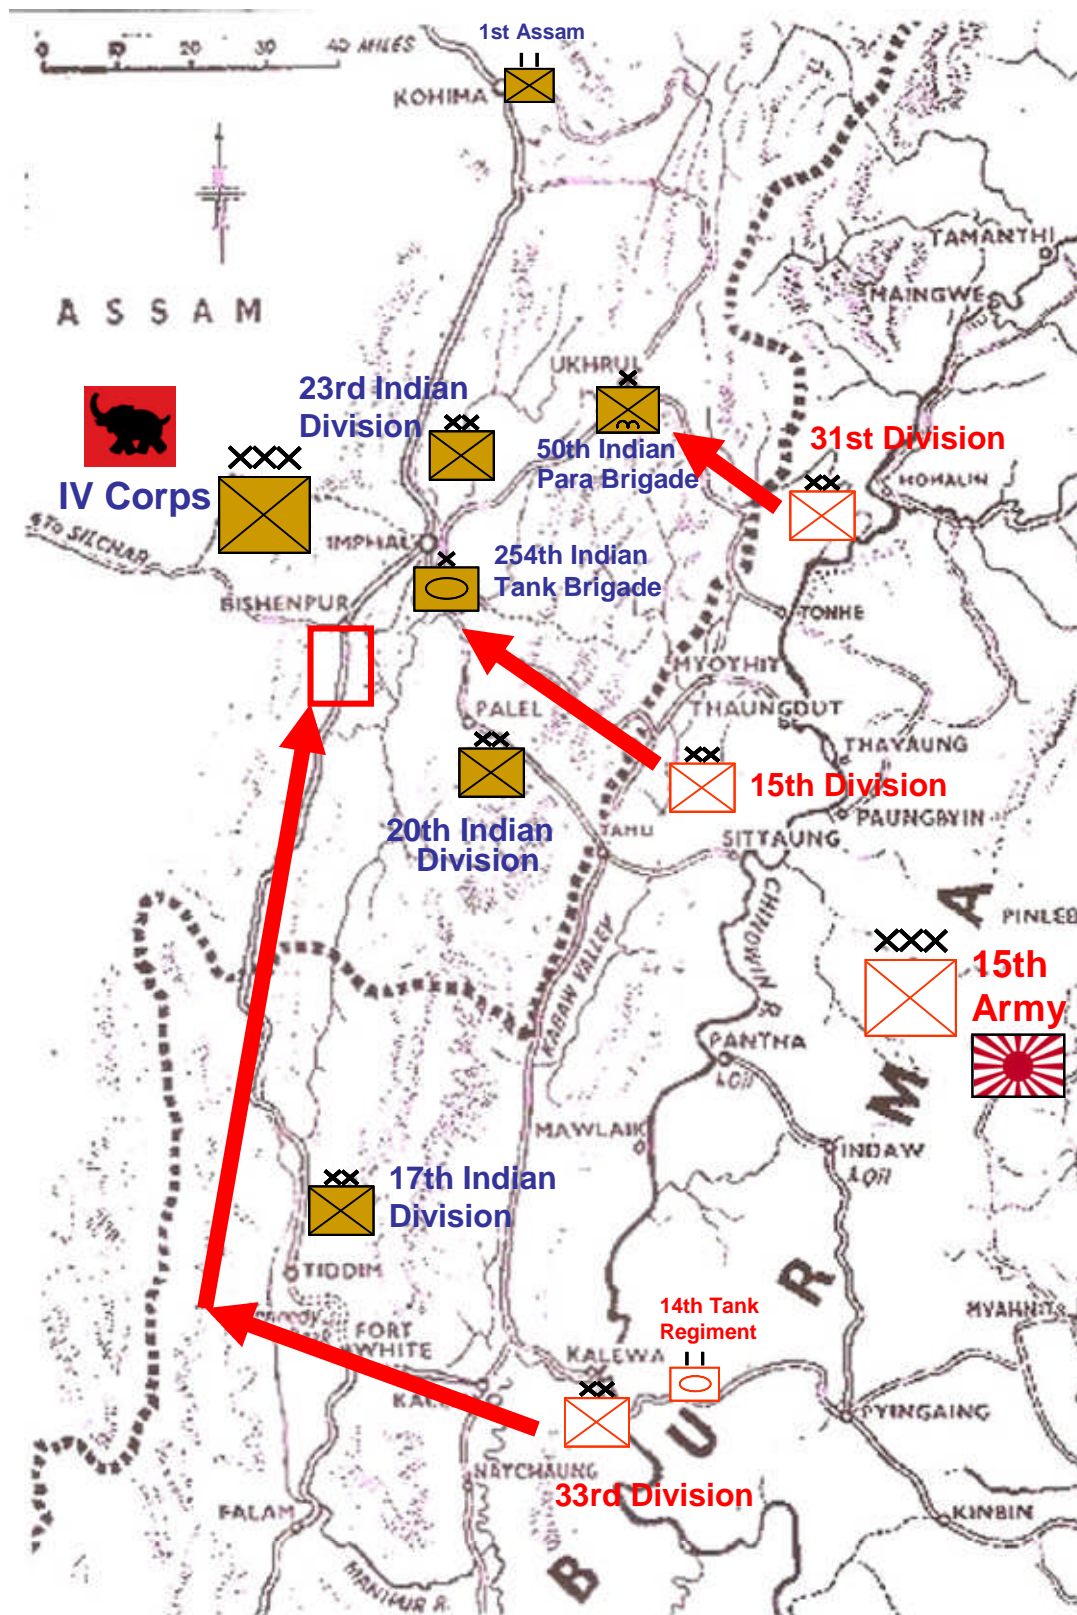 1st Assam
0 10 20 30 40 MILES
KOHIMA
TAMANTHI
MAINGWE
ASSAM
UKHRUL
23rd Indian
Division
31st Division
50th Indian
Para Brigade
IV Corps
HOMALIN
TO SILCHAR
IMPHAL
254th Indian
Tank Brigade
BISHENPUR
TONHE
MYOTHIT
PALEL
THAUNGDUT
THAYAUNG
15th Division
PAUNGBYIN
20th Indian
Division
TAMU
SITTAUNG
CHINDWIN R.
PINLEB
KABAW VALLEY
15th
Army
PANTHA
MAWLAIK
INDAW
17th Indian
Division
TIDDIM
14th Tank
Regiment
FORT
WHITE
KALEWA
PYINGAING
NATCHAUNG
33rd Division
FALAM
KINBIN
MANIPUR R.
BURMA